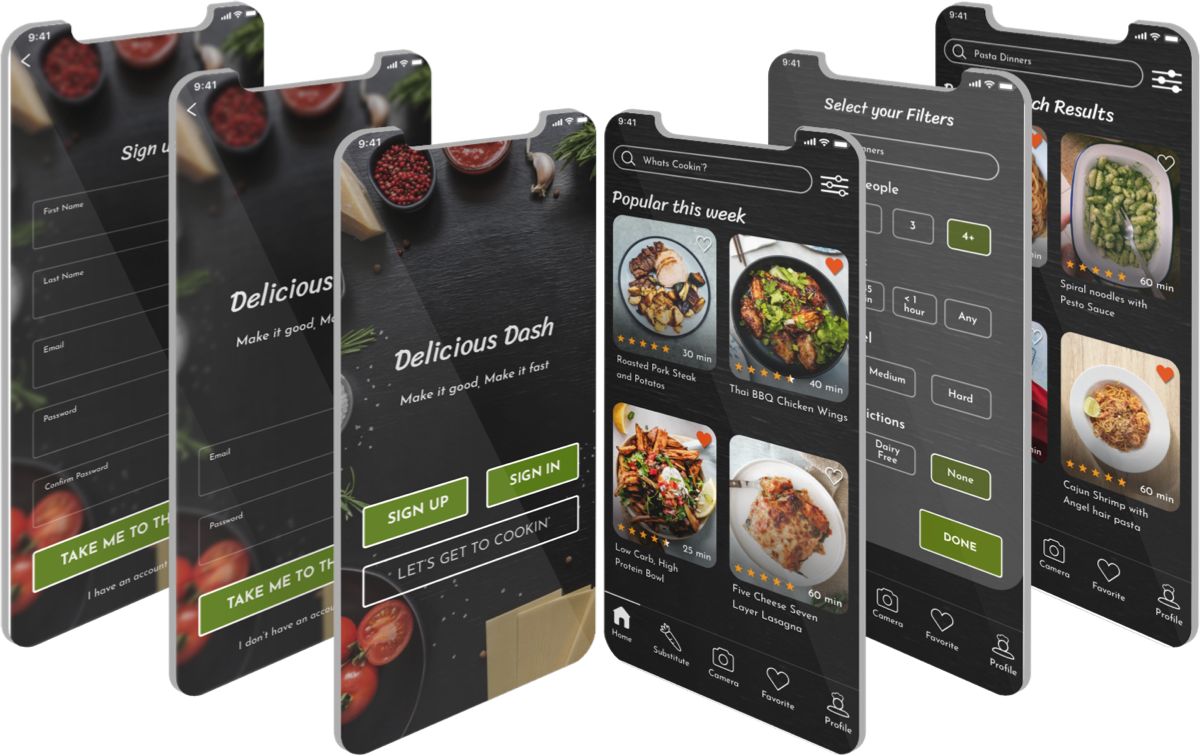 9:41
Sign u
First Name
Last Name
Email
Password
Confirm Password
TAKE ME TO TH
I have an account
9:41
Delicious
Make it good, Ma
Email
Password
TAKE ME TO TH
I don't have an accou
9:41
Delicious Dash
Make it good, Make it fast
SIGN UP
SIGN IN
LET'S GET TO COOKIN'
9:41
Whats Cookin'?
Popular this week
30 min
Roasted Pork Steak
and Potatos
40 min
Thai BBQ Chicken Wings
25 min
Low Carb, High
Protein Bowl
60 min
Five Cheese Seven
Layer Lasagna
Home
Substitute
Camera
Favorite
Profile
9:41
Select your Filters
nners
eople
3
4+
< 1
hour
Any
el
Medium
Hard
ictions
Dairy
Free
None
DONE
Camera
Favorite
Profile
9:41
Pasta Dinners
ch Results
min
60 min
Spiral noodles with
Pesto Sauce
min
60 min
Cajun Shrimp with
Angel hair pasta
Camera
Favorite
Profile